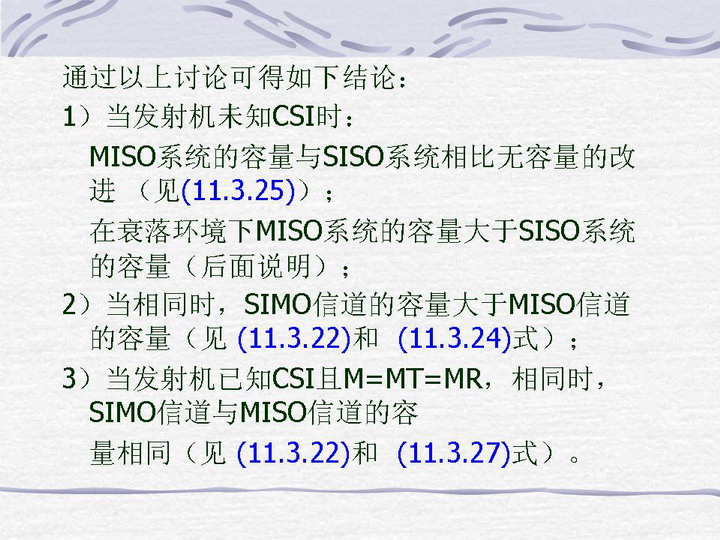 通过以上讨论可得如下结论：
1）当发射机未知CSI时：
MISO系统的容量与SISO系统相比无容量的改
进 （见(11.3.25)）；
在衰落环境下MISO系统的容量大于SISO系统
的容量（后面说明）；
2）当相同时，SIMO信道的容量大于MISO信道
的容量（见 (11.3.22)和 (11.3.24)式）；
3）当发射机已知CSI且M=MT=MR，相同时，
SIMO信道与MISO信道的容
量相同（见 (11.3.22)和 (11.3.27)式）。